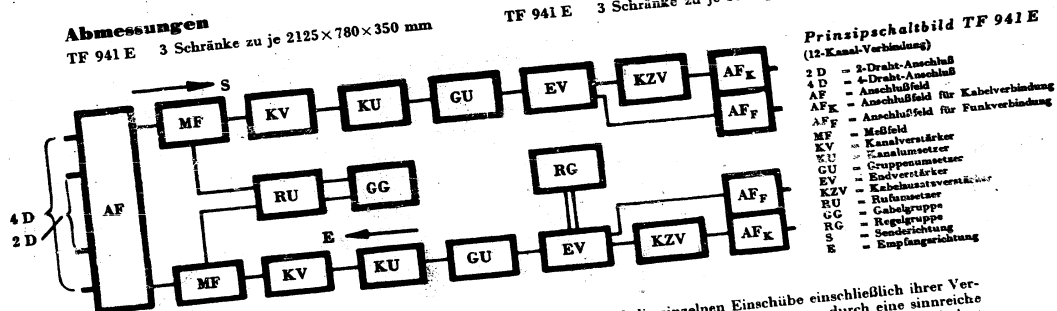 Abmessungen
TF 941 E 3 Schränke zu je 2125 × 780 × 350 mm
TF 941 E 3 Schränke zu je
Prinzipschaltbild TF 941 E
(12-Kanal-Verbindung)
2 D = 2-Draht-Anschluß
4 D = 4-Draht-Anschluß
AF = Anschlußfeld
AFK = Anschlußfeld für Kabelverbindung
AFF = Anschlußfeld für Funkverbindung
MF = Meßfeld
KV = Kanalverstärker
KU = Kanalumsetzer
GU = Gruppenumsetzer
EV = Endverstärker
KZV = Kabelzusatzverstärker
RU = Rufumsetzer
GG = Gabelgruppe
RG = Regelgruppe
S = Senderichtung
E = Empfangsrichtung
S
MF KV KU GU EV KZV AFK
AFF
4 D
2 D
AF
RU GG
RG
E
AFF
MF KV KU GU EV KZV AFK
die einzelnen Einschübe einschließlich ihrer Ver-
durch eine sinnreiche